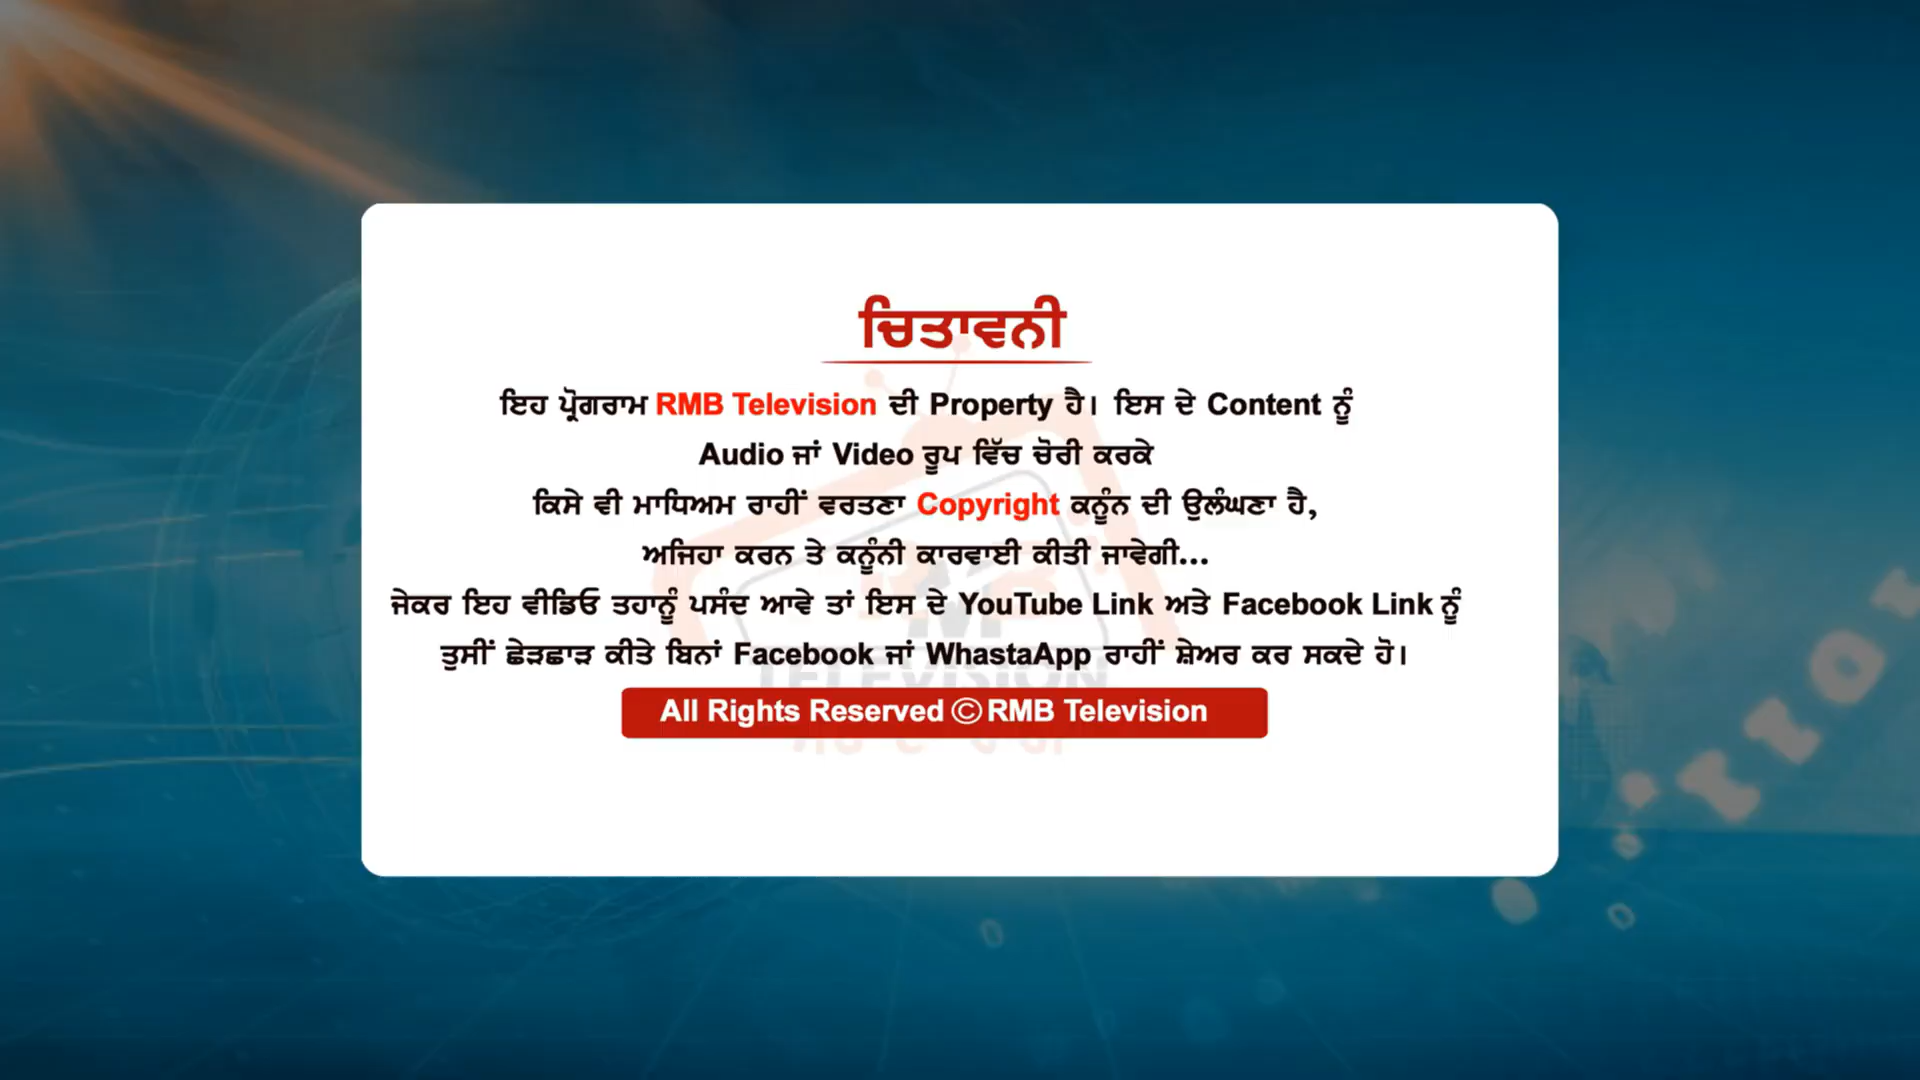 ਚਿਤਾਵਨੀ
ਇਹ ਪ੍ਰੋਗਰਾਮ RMB Television ਦੀ Property ਹੈ। ਇਸ ਦੇ Content ਨੂੰ
Audio ਜਾਂ Video ਰੂਪ ਵਿੱਚ ਚੋਰੀ ਕਰਕੇ
ਕਿਸੇ ਵੀ ਮਾਧਿਅਮ ਰਾਹੀਂ ਵਰਤਣਾ Copyright ਕਨੂੰਨ ਦੀ ਉਲੰਘਣਾ ਹੈ,
ਅਜਿਹਾ ਕਰਨ ਤੇ ਕਨੂੰਨੀ ਕਾਰਵਾਈ ਕੀਤੀ ਜਾਵੇਗੀ...
ਜੇਕਰ ਇਹ ਵੀਡਿਓ ਤਹਾਨੂੰ ਪਸੰਦ ਆਵੇ ਤਾਂ ਇਸ ਦੇ YouTube Link ਅਤੇ Facebook Link ਨੂੰ
ਤੁਸੀਂ ਛੇੜਛਾੜ ਕੀਤੇ ਬਿਨਾਂ Facebook ਜਾਂ WhastaApp ਰਾਹੀਂ ਸ਼ੇਅਰ ਕਰ ਸਕਦੇ ਹੋ।
TELEVISION
All Rights Reserved © RMB Television